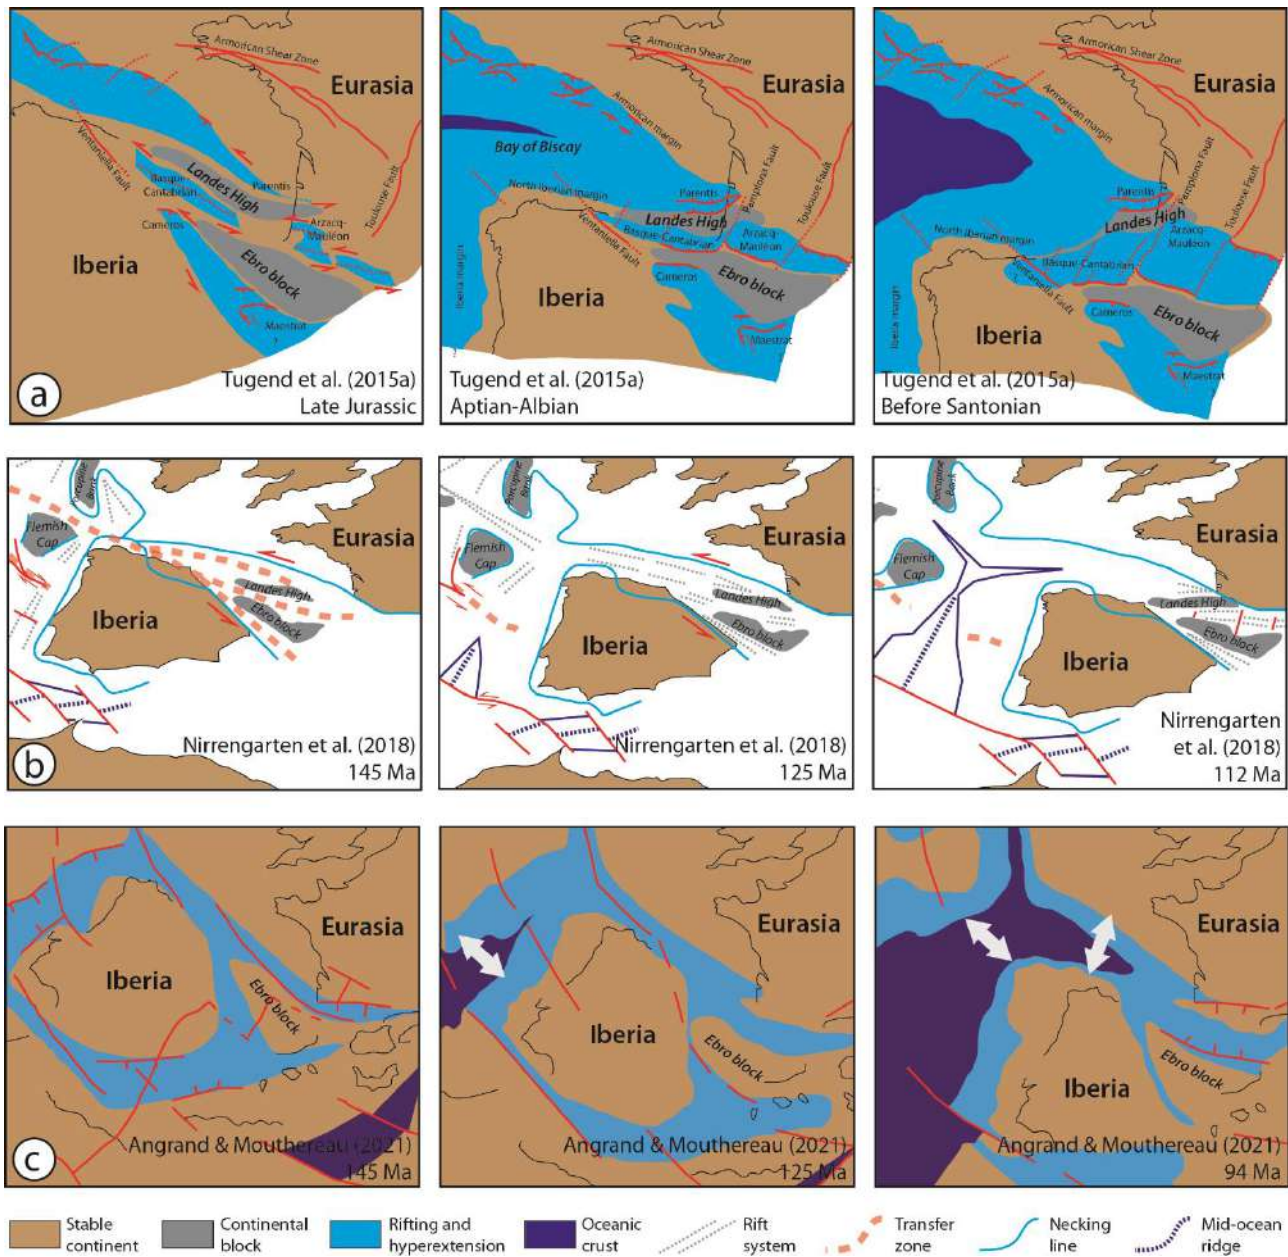 Armorican Shear Zone
Eurasia
Ventaniella Fault
Basque-
Cantabrian
Landes High
Parentis
Toulouse Fault
Cameros
Arzacq-
Mauléon
Iberia
Ebro block
Maestrat
?
a
Tugend et al. (2015a)
Late Jurassic
Armorican Shear Zone
Eurasia
Armorican margin
Bay of Biscay
Pamplona Fault
Toulouse Fault
North Iberian margin
Parentis
Landes High
Ventaniella Fault
Basque-Cantabrian
Arzacq-
Mauléon
Iberia margin
Cameros
Iberia
Ebro block
Maestrat
?
?
Tugend et al. (2015a)
Aptian-Albian
Armorican Shear Zone
Eurasia
Armorican margin
Pamplona Fault
Toulouse Fault
Parentis
Landes High
North Iberian margin
Arzacq-
Mauléon
Basque-Cantabrian
Ventaniella Fault
?
Iberia margin
Cameros
Ebro block
Iberia
Maestrat
?
?
Tugend et al. (2015a)
Before Santonian
Porcupine
Bank
Flemish
Cap
Eurasia
Landes High
Iberia
Ebro block
b
Nirrengarten et al. (2018)
145 Ma
Porcupine
Bank
Flemish
Cap
Eurasia
Landes High
Iberia
Ebro block
Nirrengarten et al. (2018)
125 Ma
Porcupine
Bank
Flemish
Cap
Eurasia
Landes High
Iberia
Ebro block
Nirrengarten
et al. (2018)
112 Ma
Eurasia
Iberia
Ebro block
c
Angrand & Mouthereau (2021)
145 Ma
Eurasia
Iberia
Ebro block
Angrand & Mouthereau (2021)
125 Ma
Eurasia
Iberia
Ebro block
Angrand & Mouthereau (2021)
94 Ma
Stable
continent
Continental
block
Rifting and
hyperextension
Oceanic
crust
Rift
system
Transfer
zone
Necking
line
Mid-ocean
ridge